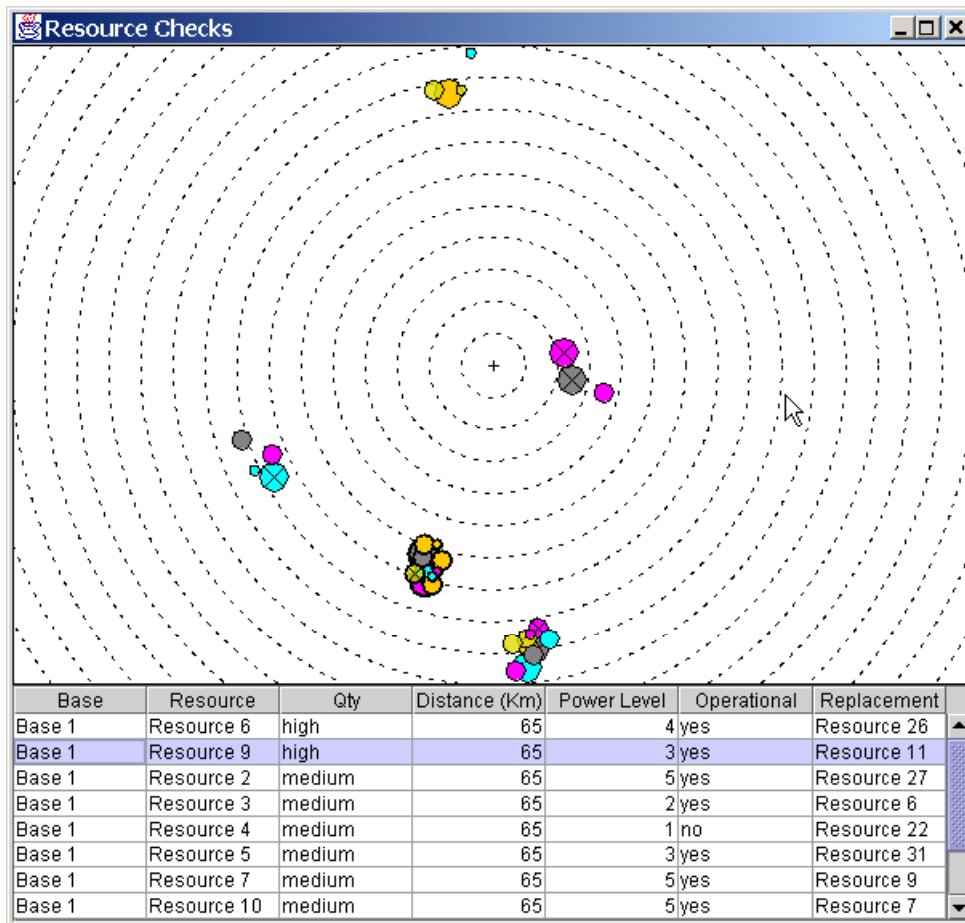 Resource Checks
Base Resource Qty Distance (Km) Power Level Operational Replacement
Base 1 Resource 6 high 65 4 yes Resource 26
Base 1 Resource 9 high 65 3 yes Resource 11
Base 1 Resource 2 medium 65 5 yes Resource 27
Base 1 Resource 3 medium 65 2 yes Resource 6
Base 1 Resource 4 medium 65 1 no Resource 22
Base 1 Resource 5 medium 65 3 yes Resource 31
Base 1 Resource 7 medium 65 5 yes Resource 9
Base 1 Resource 10 medium 65 5 yes Resource 7